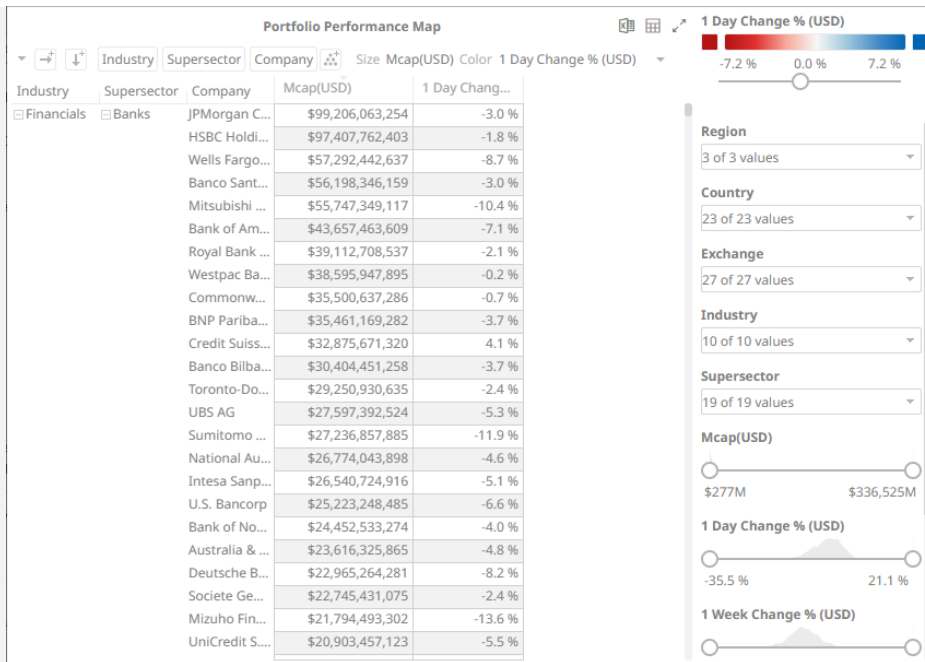 Portfolio Performance Map
Industry Supersector Company Size Mcap(USD) Color 1 Day Change % (USD)
Industry Supersector Company Mcap(USD) 1 Day Chang...
Financials Banks JPMorgan C... $99,206,063,254 -3.0 %
HSBC Holdi... $97,407,762,403 -1.8 %
Wells Fargo... $57,292,442,637 -8.7 %
Banco Sant... $56,198,346,159 -3.0 %
Mitsubishi ... $55,747,349,117 -10.4 %
Bank of Am... $43,657,463,609 -7.1 %
Royal Bank ... $39,112,708,537 -2.1 %
Westpac Ba... $38,595,947,895 -0.2 %
Commonw... $35,500,637,286 -0.7 %
BNP Pariba... $35,461,169,282 -3.7 %
Credit Suiss... $32,875,671,320 4.1 %
Banco Bilba... $30,404,451,258 -3.7 %
Toronto-Do... $29,250,930,635 -2.4 %
UBS AG $27,597,392,524 -5.3 %
Sumitomo ... $27,236,857,885 -11.9 %
National Au... $26,774,043,898 -4.6 %
Intesa Sanp... $26,540,724,916 -5.1 %
U.S. Bancorp $25,223,248,485 -6.6 %
Bank of No... $24,452,533,274 -4.0 %
Australia & ... $23,616,325,865 -4.8 %
Deutsche B... $22,965,264,281 -8.2 %
Societe Ge... $22,745,431,075 -2.4 %
Mizuho Fin... $21,794,493,302 -13.6 %
UniCredit S.... $20,903,457,123 -5.5 %
1 Day Change % (USD)
-7.2 % 0.0 % 7.2 %
Region
3 of 3 values
Country
23 of 23 values
Exchange
27 of 27 values
Industry
10 of 10 values
Supersector
19 of 19 values
Mcap(USD)
$277M $336,525M
1 Day Change % (USD)
-35.5 % 21.1 %
1 Week Change % (USD)